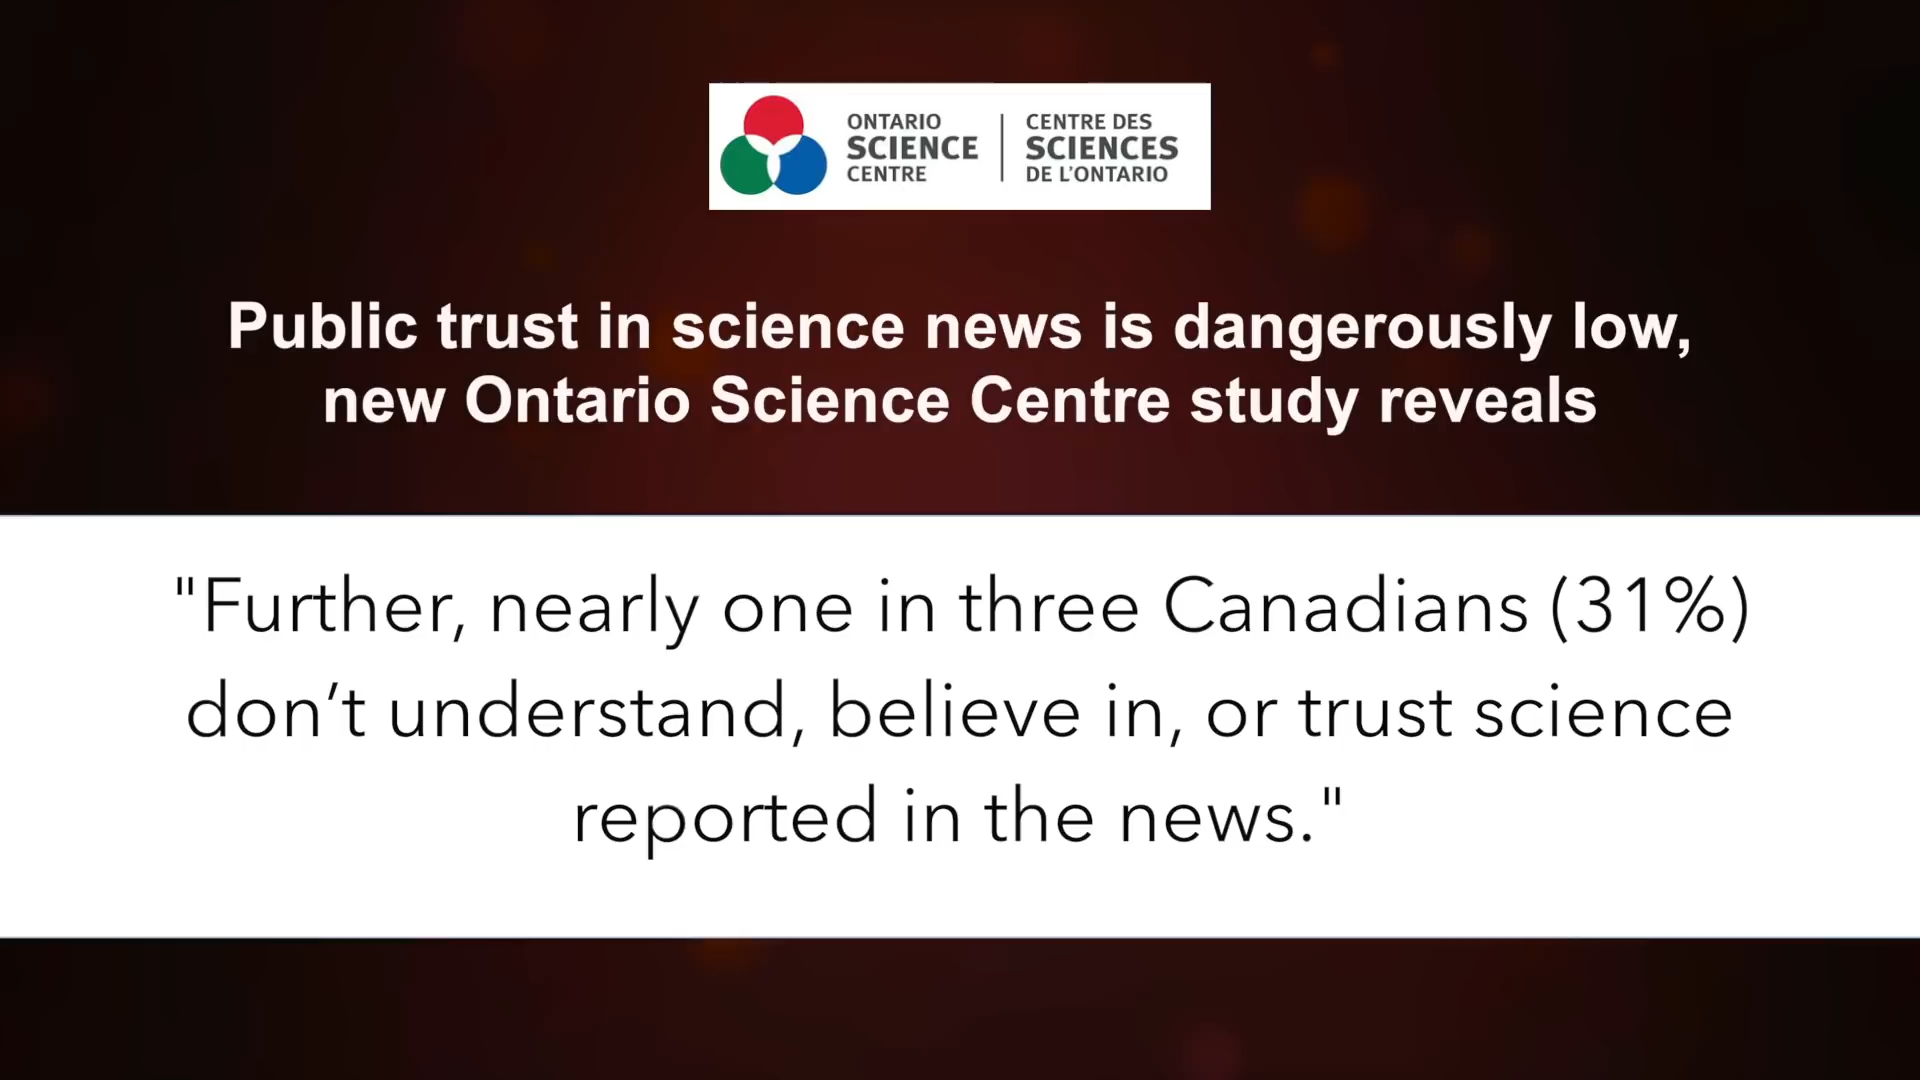 ONTARIO
SCIENCE
CENTRE
CENTRE DES
SCIENCES
DE L'ONTARIO
Public trust in science news is dangerously low,
new Ontario Science Centre study reveals
"Further, nearly one in three Canadians (31%)
don’t understand, believe in, or trust science
reported in the news."